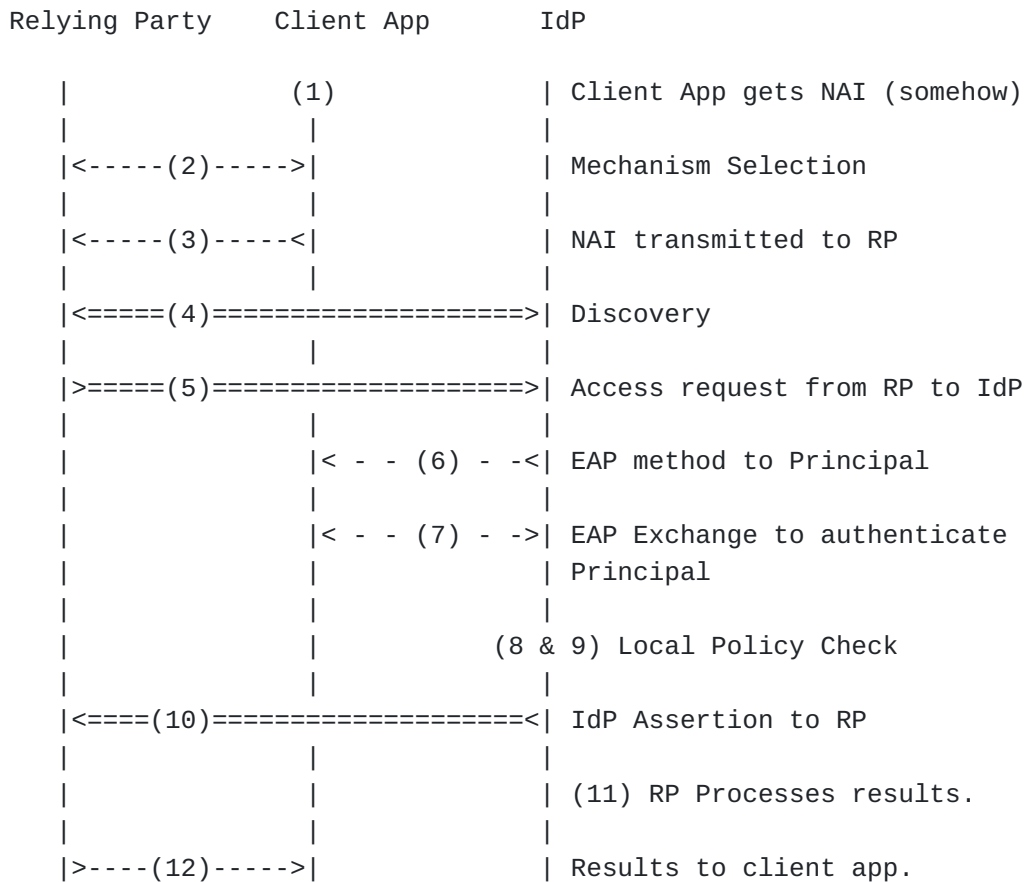 Relying Party    Client App       IdP
   |              (1)             | Client App gets NAI (somehow)
   |               |              |
   |<-----(2)----->|              | Mechanism Selection
   |               |              |
   |<-----(3)-----<|              | NAI transmitted to RP
   |               |              |
   |<=====(4)====================>| Discovery
   |               |              |
   |>=====(5)====================>| Access request from RP to IdP
   |               |              |
   |               |< - - (6) - -<| EAP method to Principal
   |               |              |
   |               |< - - (7) - ->| EAP Exchange to authenticate
   |               |              | Principal
   |               |              |
   |               |           (8 & 9) Local Policy Check
   |               |              |
   |<====(10)====================<| IdP Assertion to RP
   |               |              |
   |               |              | (11) RP Processes results.
   |               |              |
   |>----(12)----->|              | Results to client app.